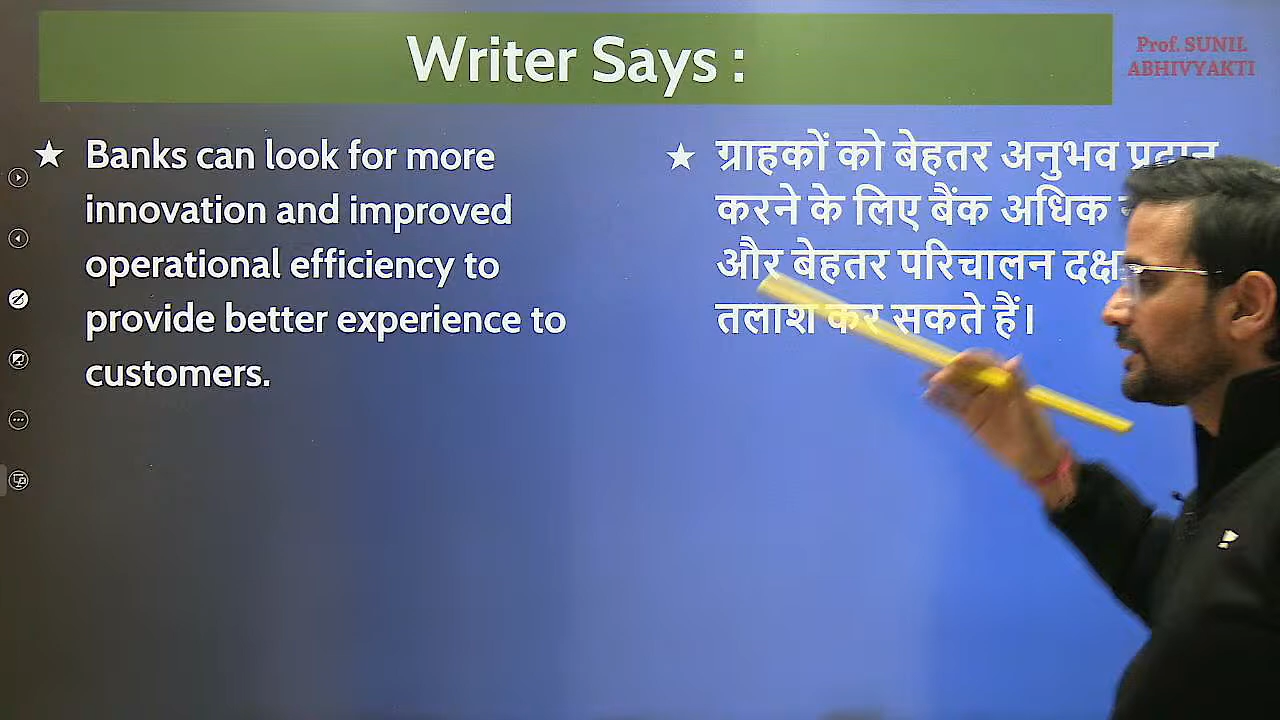 Writer Says :
Prof. SUNIL
ABHIVYAKTI
★ Banks can look for more
innovation and improved
operational efficiency to
provide better experience to
customers.
★ ग्राहकों को बेहतर अनुभव प्रदान
करने के लिए बैंक अधिक
और बेहतर परिचालन
तलाश कर सकते हैं।